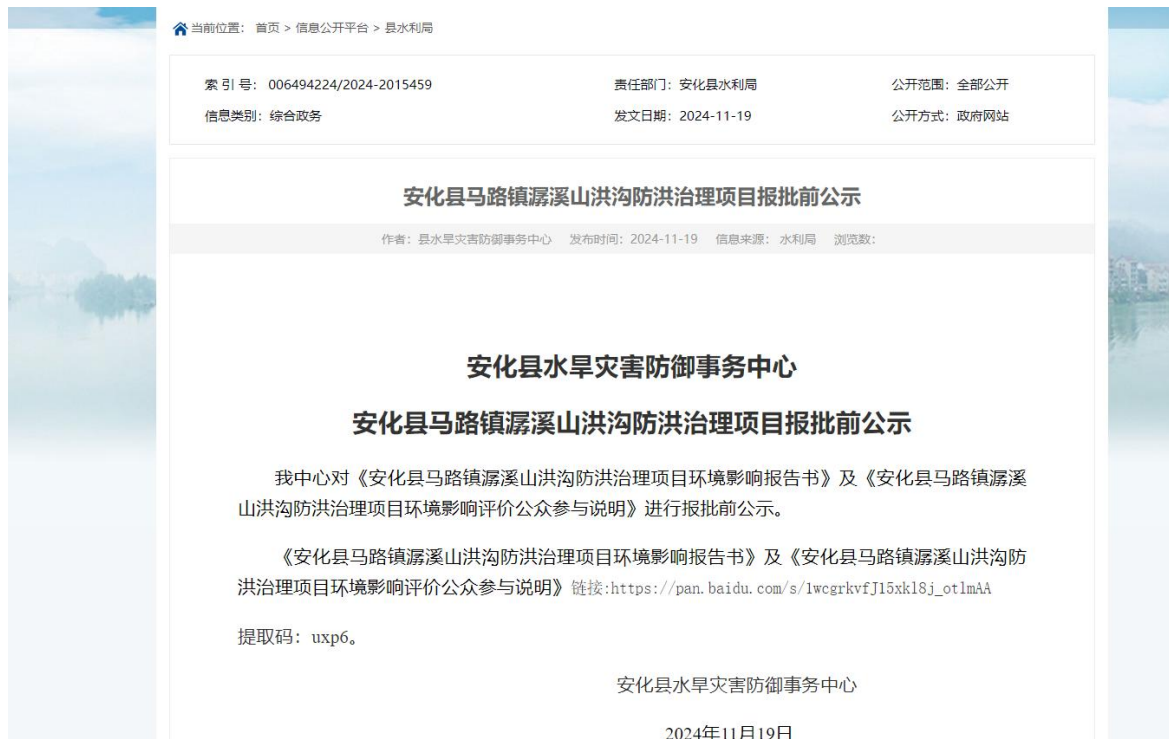 当前位置： 首页 > 信息公开平台 > 县水利局
索 引 号： 006494224/2024-2015459 责任部门：安化县水利局 公开范围：全部公开
信息类别：综合政务 发文日期：2024-11-19 公开方式：政府网站
安化县马路镇潺溪山洪沟防洪治理项目报批前公示
作者：县水旱灾害防御事务中心 发布时间：2024-11-19 信息来源： 水利局 浏览数：
安化县水旱灾害防御事务中心
安化县马路镇潺溪山洪沟防洪治理项目报批前公示
我中心对《安化县马路镇潺溪山洪沟防洪治理项目环境影响报告书》及《安化县马路镇潺溪
山洪沟防洪治理项目环境影响评价公众参与说明》进行报批前公示。
《安化县马路镇潺溪山洪沟防洪治理项目环境影响报告书》及《安化县马路镇潺溪山洪沟防
洪治理项目环境影响评价公众参与说明》链接:https://pan.baidu.com/s/1wcgrkvfJ15xkl8j_otlmAA
提取码：uxp6。
安化县水旱灾害防御事务中心
2024年11月19日